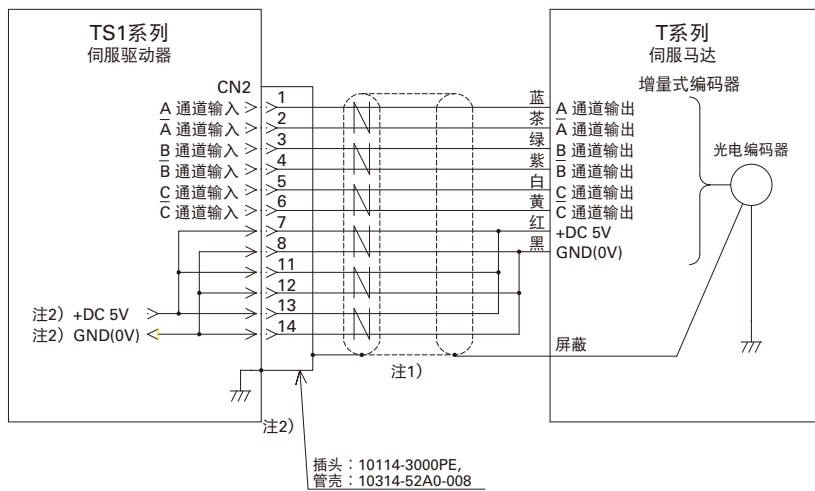 TS1系列
伺服驱动器
T系列
伺服马达
CN2
增量式编码器
光电编码器
A 通道输入 1 蓝 A 通道输出
A̅ 通道输入 2 茶 A̅ 通道输出
B 通道输入 3 绿 B 通道输出
B̅ 通道输入 4 紫 B̅ 通道输出
C 通道输入 5 白 C 通道输出
C̅ 通道输入 6 黄 C̅ 通道输出
7 红 +DC 5V
8 黑 GND(0V)
11
12
注2）+DC 5V 13
注2）GND(0V) 14
屏蔽
注1）
注2）
插头：10114-3000PE,
管壳：10314-52A0-008